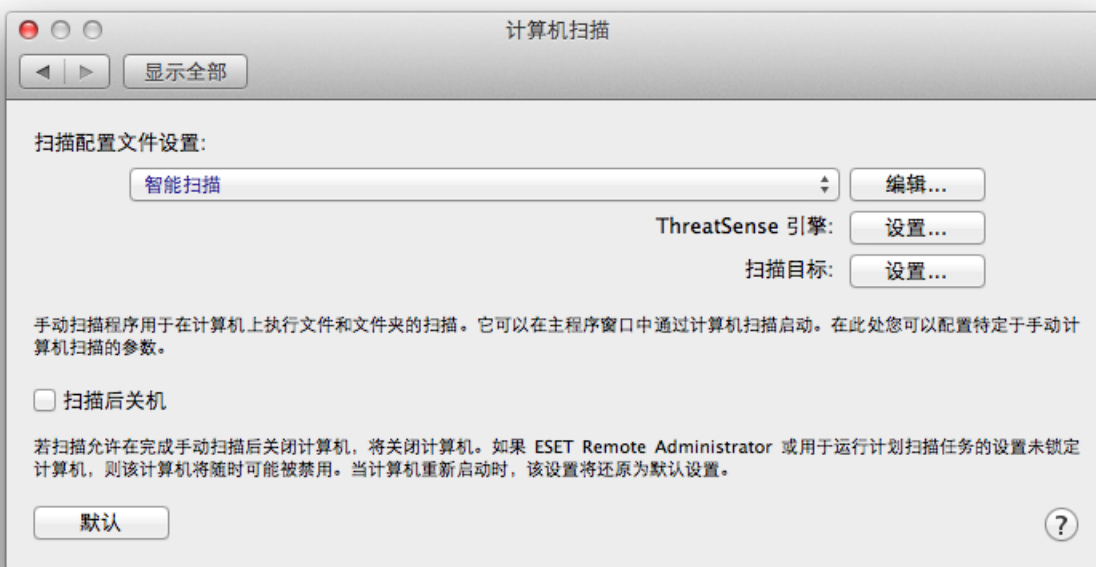 计算机扫描
显示全部
扫描配置文件设置:
智能扫描
编辑...
ThreatSense 引擎:
设置...
扫描目标:
设置...
手动扫描程序用于在计算机上执行文件和文件夹的扫描。它可以在主程序窗口中通过计算机扫描启动。在此处您可以配置特定于手动计
算机扫描的参数。
扫描后关机
若扫描允许在完成手动扫描后关闭计算机，将关闭计算机。如果 ESET Remote Administrator 或用于运行计划扫描任务的设置未锁定
计算机，则该计算机将随时可能被禁用。当计算机重新启动时，该设置将还原为默认设置。
默认
?